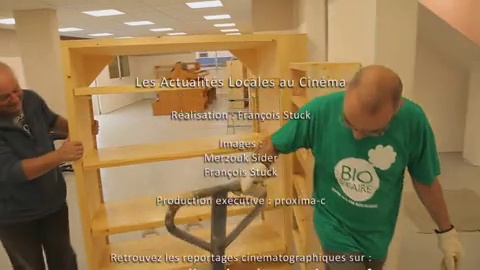 Les Actualités Locales au Cinéma
Réalisation : François Stuck
Images :
Merzouk Sider
François Stuck
Production exécutive : proxima-c
Retrouvez les reportages cinématographiques sur :
BIO